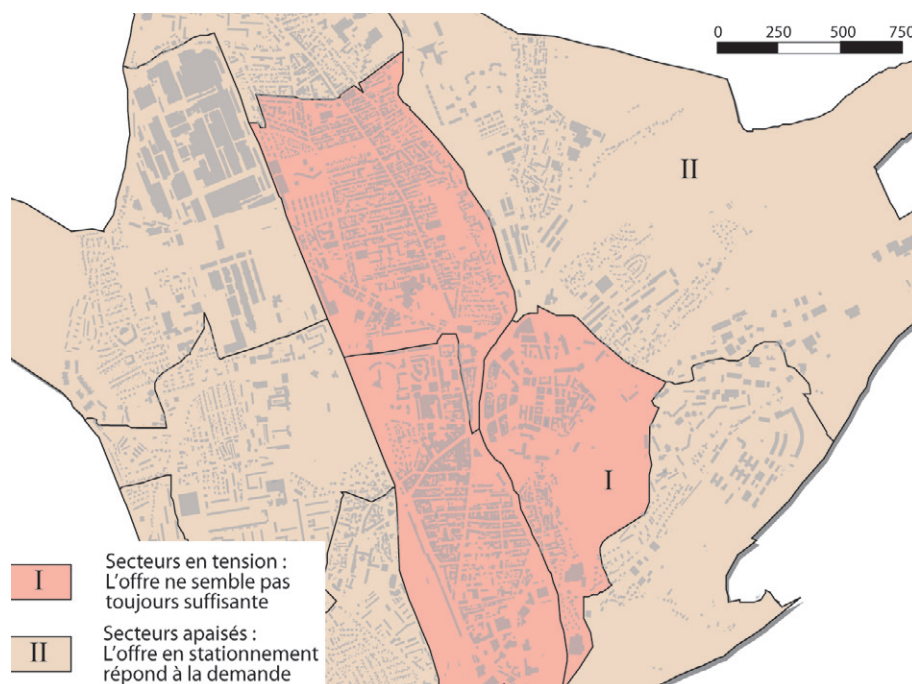 0 250 500 750
II
I
I
Secteurs en tension :
L'offre ne semble pas
toujours suffisante
II
Secteurs apaisés :
L'offre en stationnement
répond à la demande